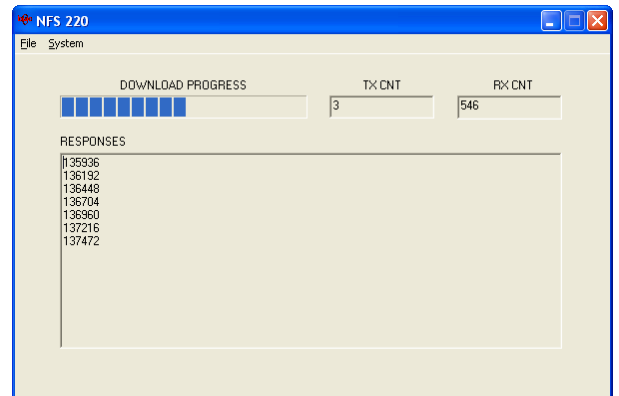 NFS 220
File System
DOWNLOAD PROGRESS TX CNT RX CNT
3 546
RESPONSES
135936
136192
136448
136704
136960
137216
137472